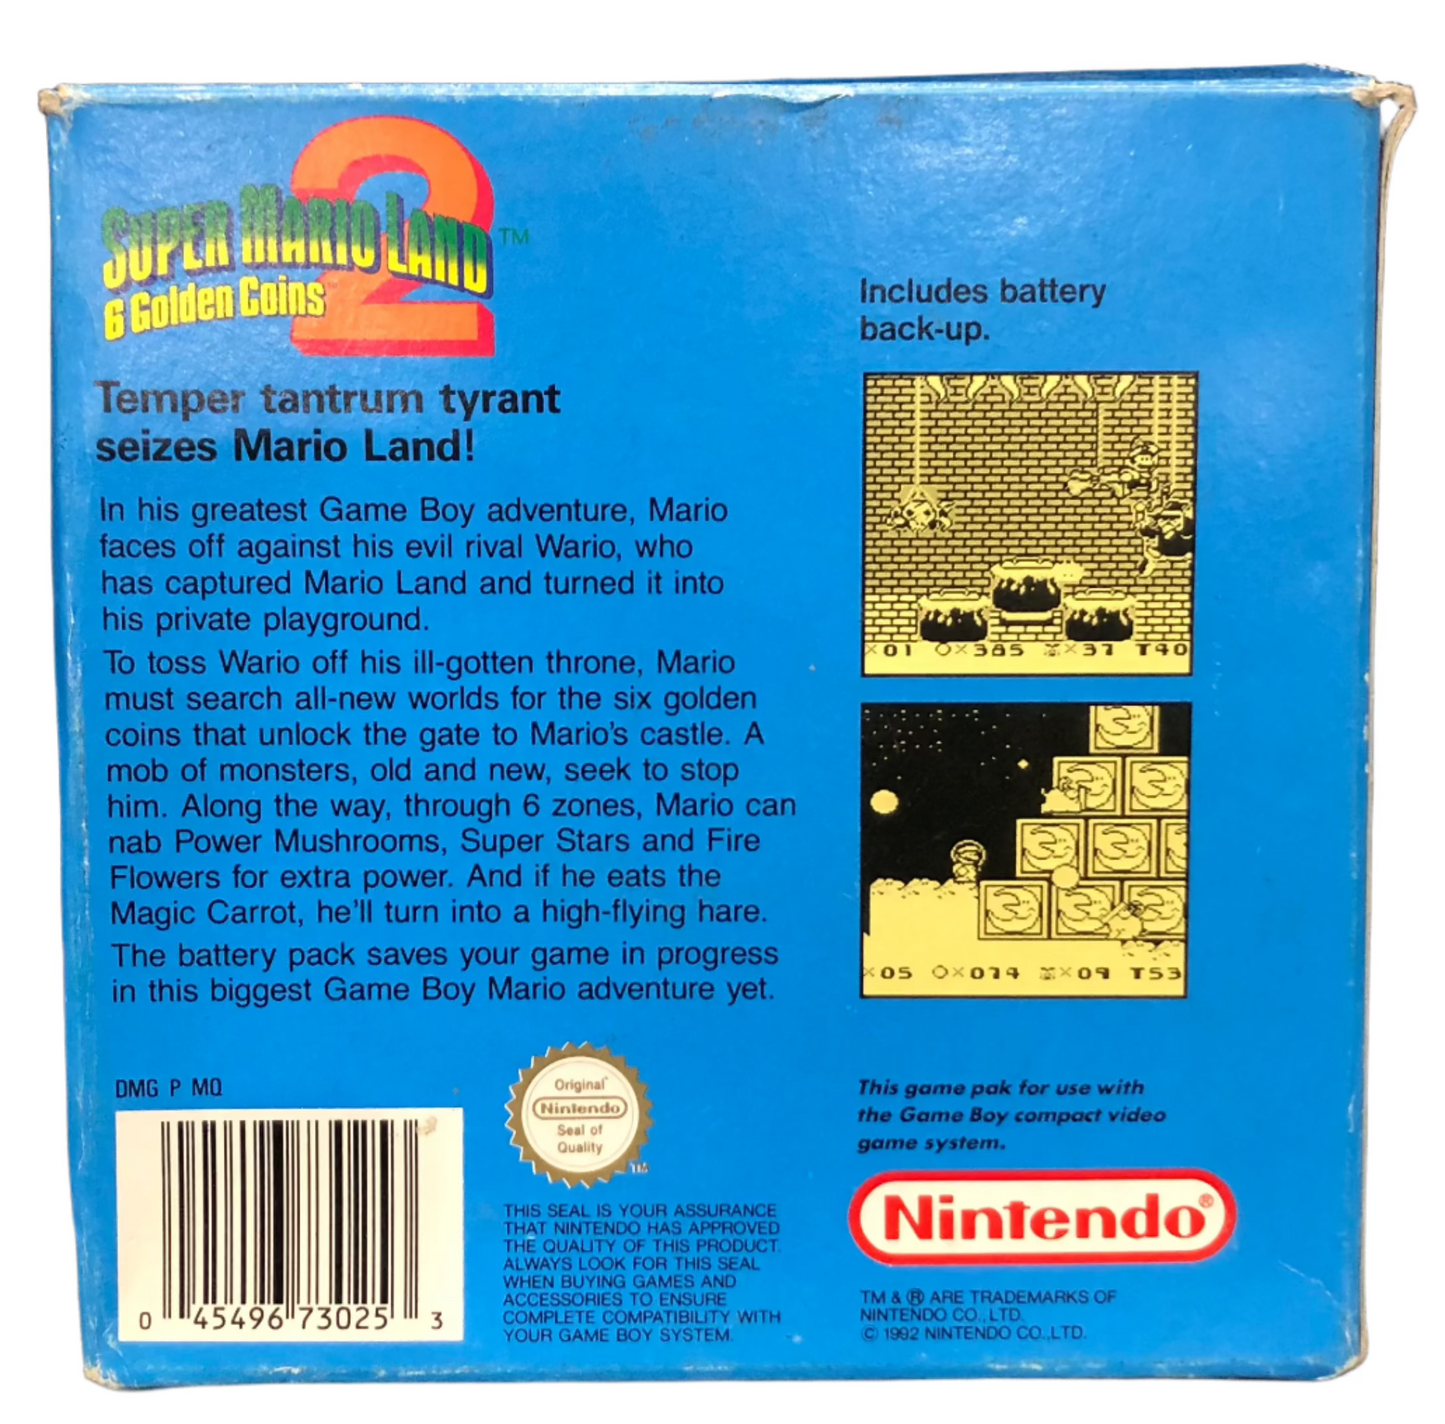 2
SUPER MARIO LAND™
6 Golden Coins™
Temper tantrum tyrant
seizes Mario Land!
In his greatest Game Boy adventure, Mario
faces off against his evil rival Wario, who
has captured Mario Land and turned it into
his private playground.
To toss Wario off his ill-gotten throne, Mario
must search all-new worlds for the six golden
coins that unlock the gate to Mario's castle. A
mob of monsters, old and new, seek to stop
him. Along the way, through 6 zones, Mario can
nab Power Mushrooms, Super Stars and Fire
Flowers for extra power. And if he eats the
Magic Carrot, he'll turn into a high-flying hare.
The battery pack saves your game in progress
in this biggest Game Boy Mario adventure yet.
Includes battery
back-up.
×01 ×385 ×37 T40
×05 ×074 ×09 T53
DMG P MQ
0 45496 73025 3
Original
Nintendo
Seal of
Quality
TM
THIS SEAL IS YOUR ASSURANCE
THAT NINTENDO HAS APPROVED
THE QUALITY OF THIS PRODUCT.
ALWAYS LOOK FOR THIS SEAL
WHEN BUYING GAMES AND
ACCESSORIES TO ENSURE
COMPLETE COMPATIBILITY WITH
YOUR GAME BOY SYSTEM.
This game pak for use with
the Game Boy compact video
game system.
Nintendo®
TM & ® ARE TRADEMARKS OF
NINTENDO CO., LTD.
© 1992 NINTENDO CO.,LTD.